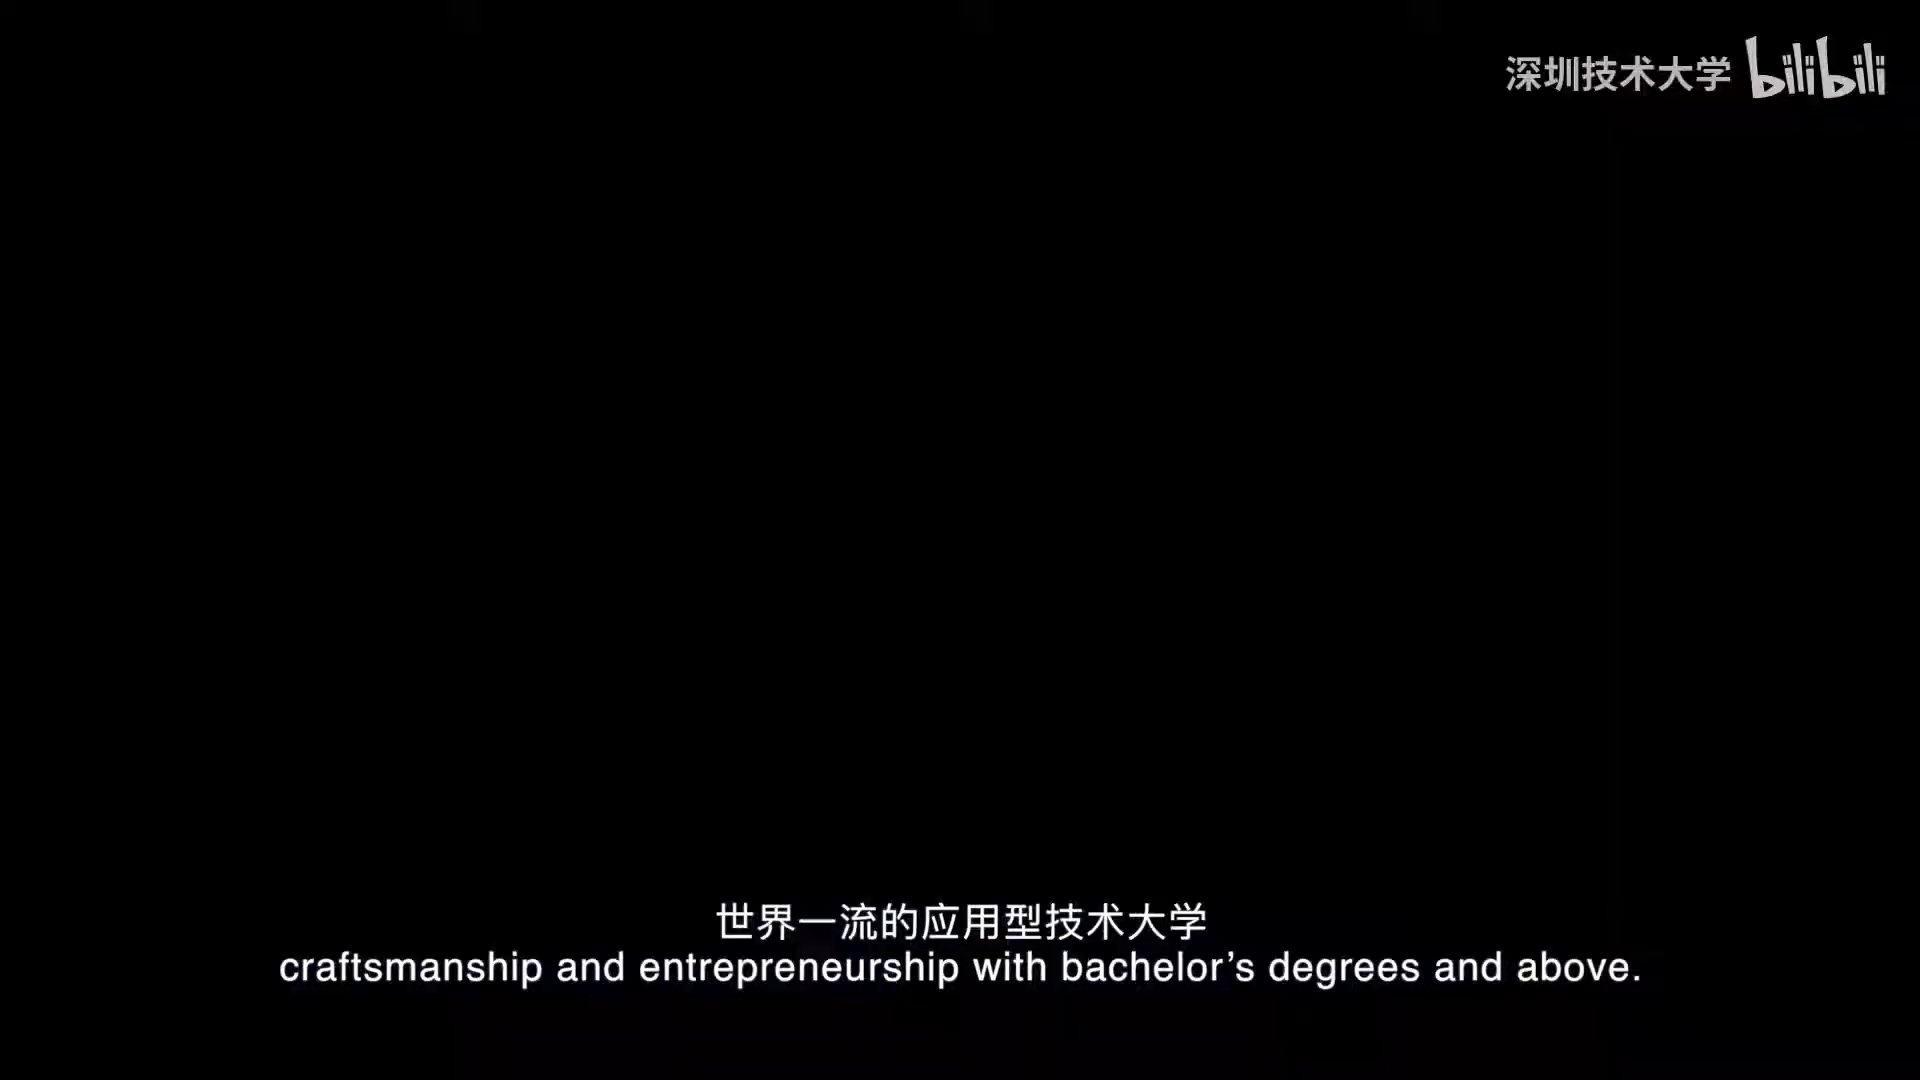 深圳技术大学 bilibili
世界一流的应用型技术大学
craftsmanship and entrepreneurship with bachelor’s degrees and above.